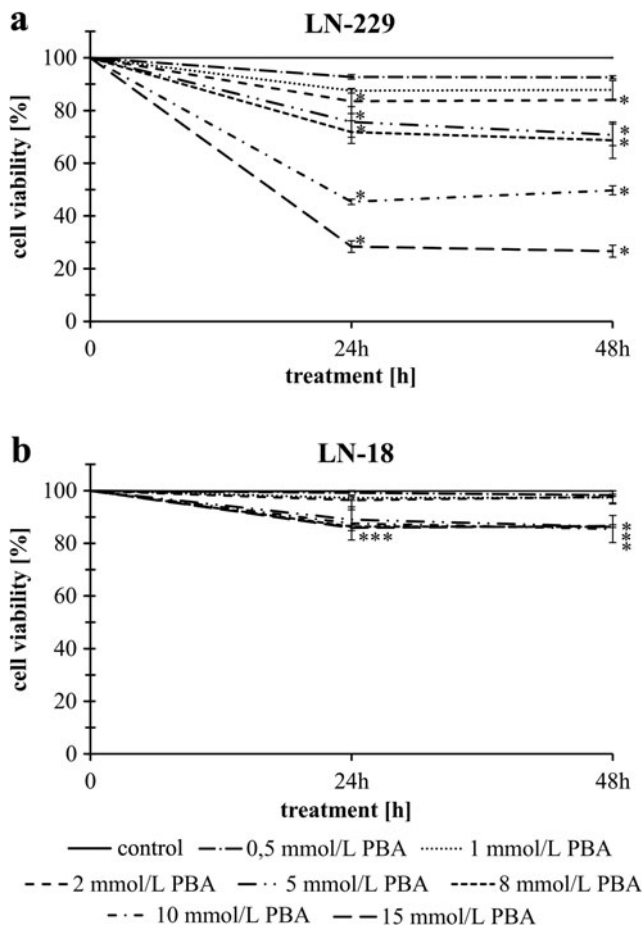 a
LN-229
100
80
60
40
20
0
cell viability [%]
*
*
*
*
*
*
*
*
*
*
0
24h
48h
treatment [h]
b
LN-18
100
80
60
40
20
0
cell viability [%]
***
*
*
*
0
24h
48h
treatment [h]
control 0,5 mmol/L PBA 1 mmol/L PBA
2 mmol/L PBA 5 mmol/L PBA 8 mmol/L PBA
10 mmol/L PBA 15 mmol/L PBA